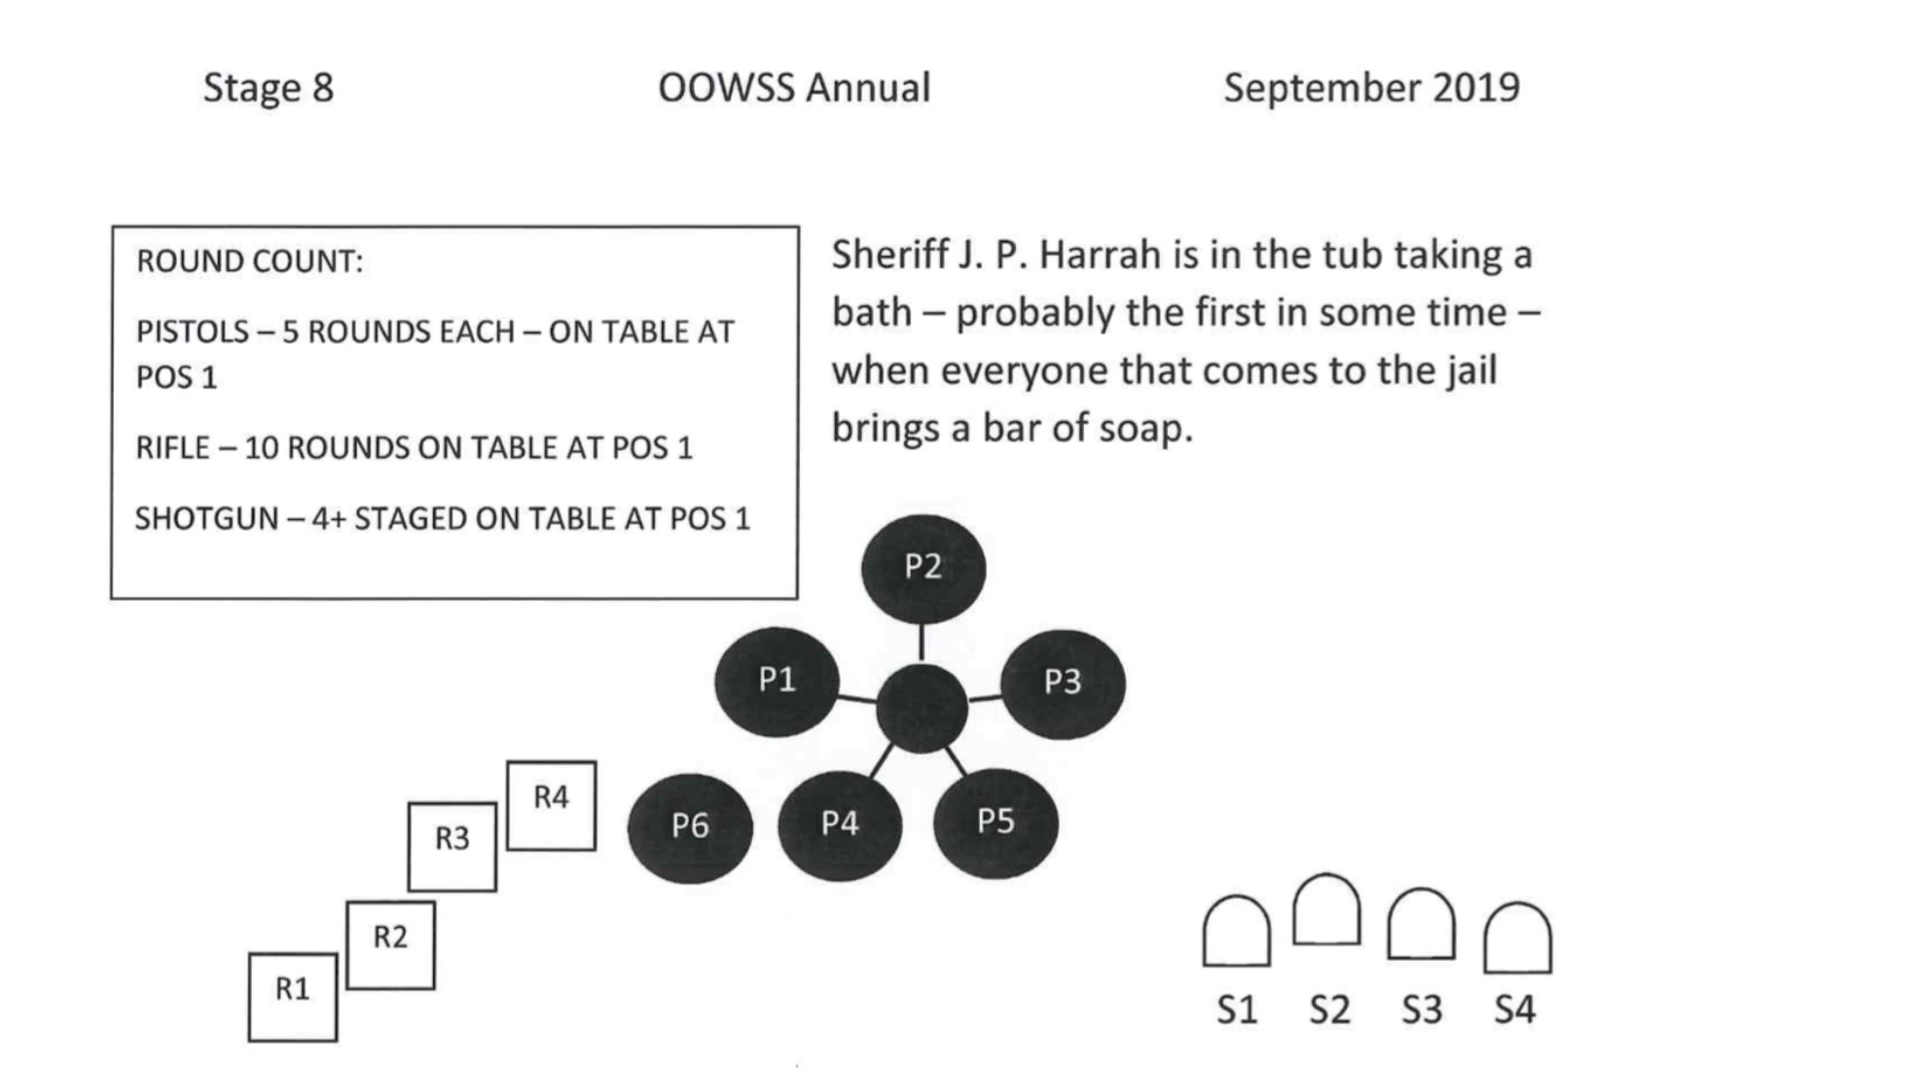 Stage 8 OOWSS Annual September 2019
ROUND COUNT:
PISTOLS – 5 ROUNDS EACH – ON TABLE AT
POS 1
RIFLE – 10 ROUNDS ON TABLE AT POS 1
SHOTGUN – 4+ STAGED ON TABLE AT POS 1
Sheriff J. P. Harrah is in the tub taking a
bath – probably the first in some time –
when everyone that comes to the jail
brings a bar of soap.
P2
P1
P3
R4
P6
P4
P5
R3
R2
R1
S1 S2 S3 S4